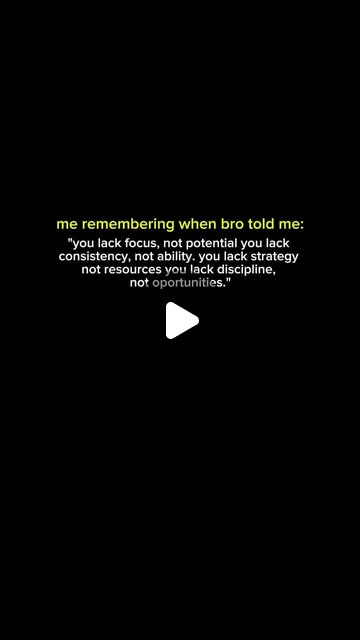 me remembering when bro told me:
"you lack focus, not potential you lack
consistency, not ability. you lack strategy
not resources you lack discipline,
not oportunities."